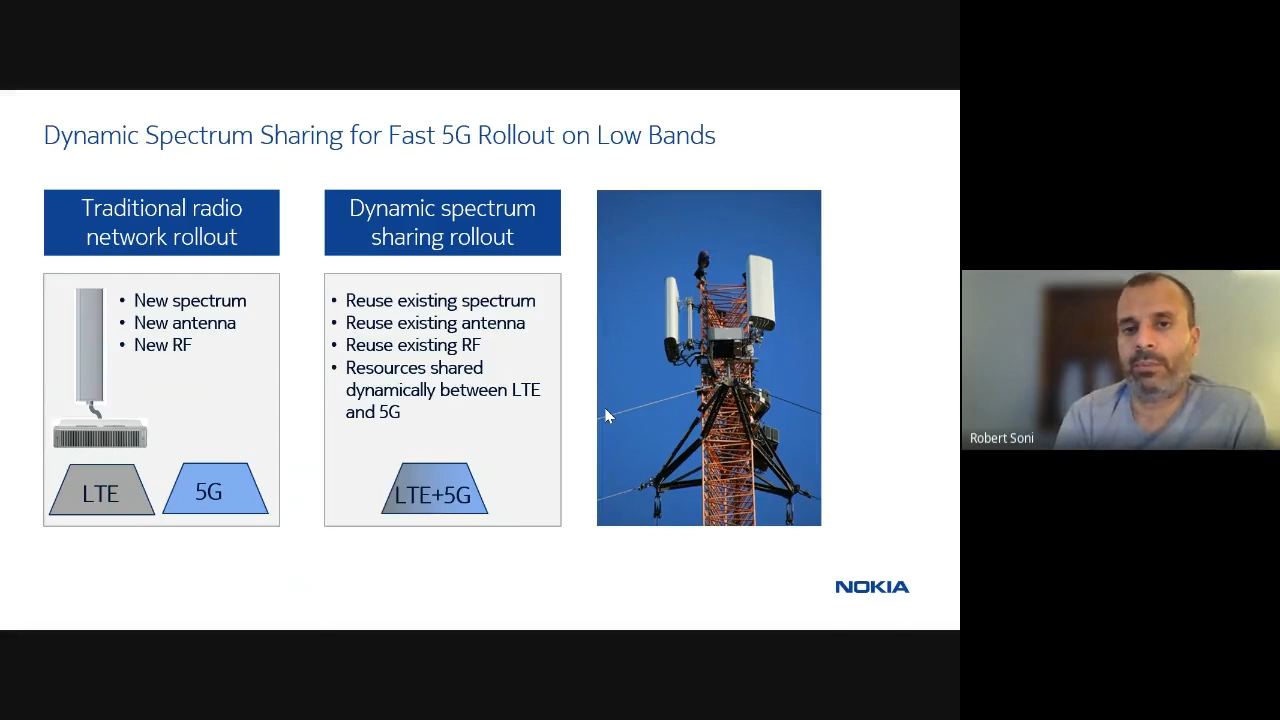 Dynamic Spectrum Sharing for Fast 5G Rollout on Low Bands
Traditional radio
network rollout
• New spectrum
• New antenna
• New RF
LTE
5G
Dynamic spectrum
sharing rollout
• Reuse existing spectrum
• Reuse existing antenna
• Reuse existing RF
• Resources shared
dynamically between LTE
and 5G
LTE+5G
NOKIA
Robert Soni